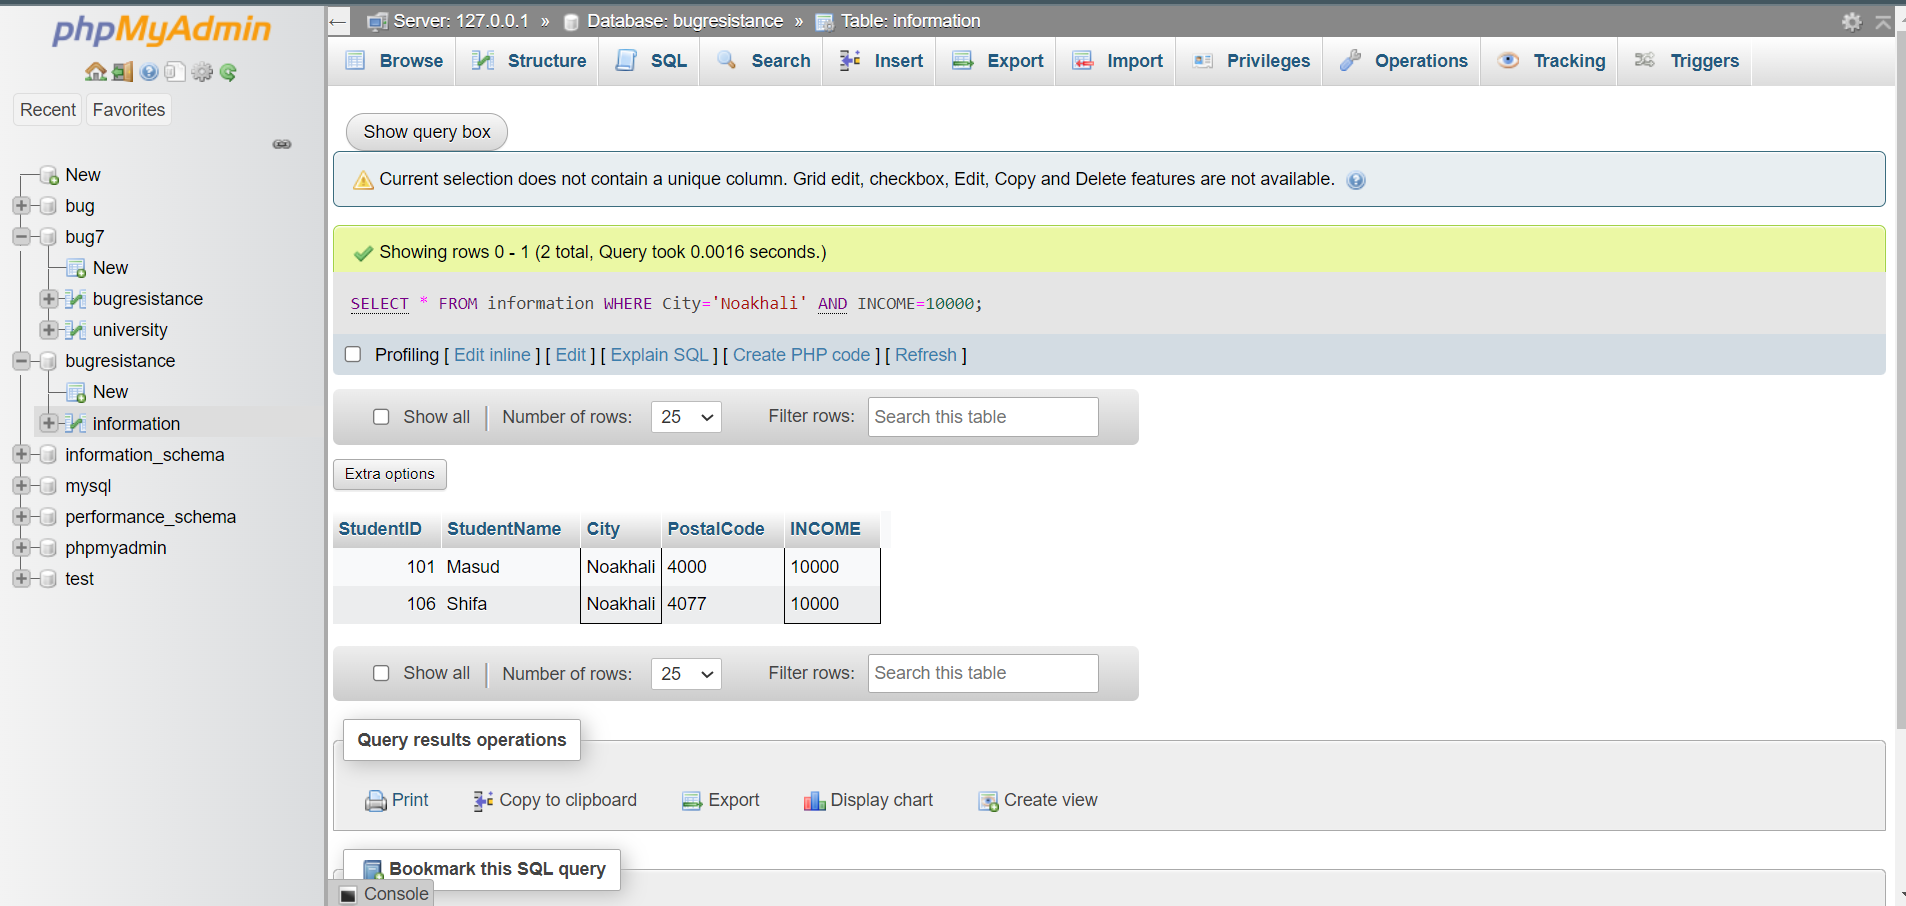 phpMyAdmin
Recent Favorites
New
bug
bug7
New
bugresistance
university
bugresistance
New
information
information_schema
mysql
performance_schema
phpmyadmin
test
Server: 127.0.0.1 » Database: bugresistance » Table: information
Browse Structure SQL Search Insert Export Import Privileges Operations Tracking Triggers
Show query box
Current selection does not contain a unique column. Grid edit, checkbox, Edit, Copy and Delete features are not available.
Showing rows 0 - 1 (2 total, Query took 0.0016 seconds.)
SELECT * FROM information WHERE City='Noakhali' AND INCOME=10000;
Profiling [ Edit inline ] [ Edit ] [ Explain SQL ] [ Create PHP code ] [ Refresh ]
Show all Number of rows: 25 Filter rows: Search this table
Extra options
StudentID StudentName City PostalCode INCOME
101 Masud Noakhali 4000 10000
106 Shifa Noakhali 4077 10000
Show all Number of rows: 25 Filter rows: Search this table
Query results operations
Print Copy to clipboard Export Display chart Create view
Bookmark this SQL query
Console